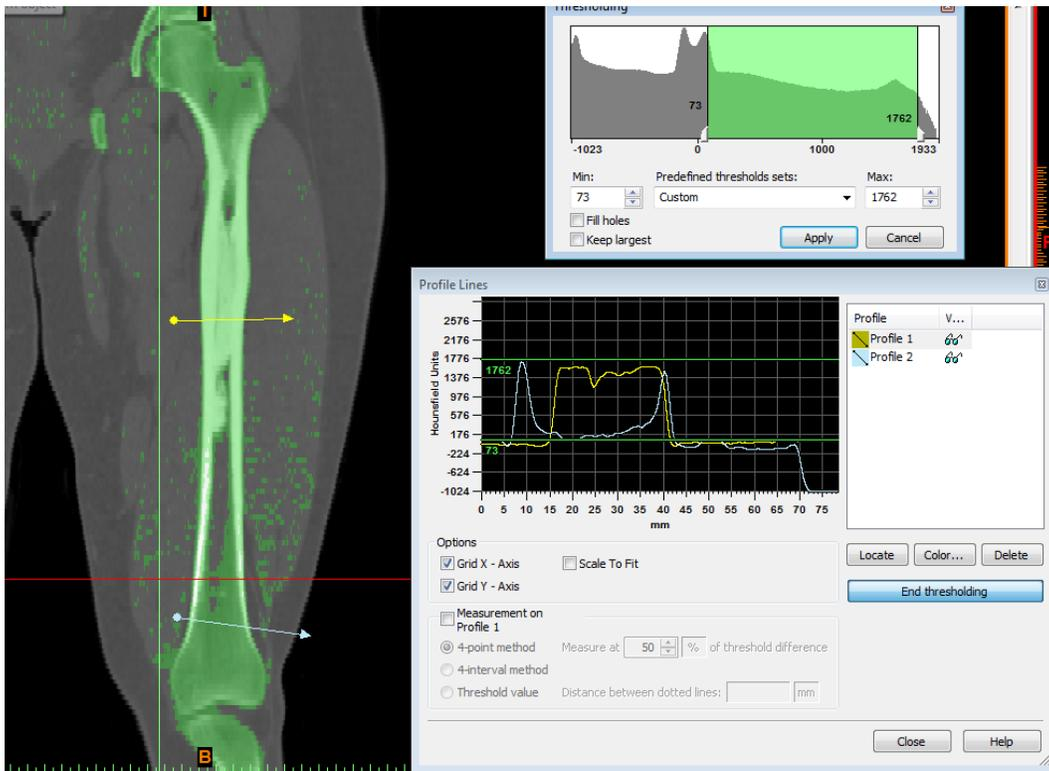 Thresholding
73
1762
-1023 0 1000 1933
Min:
Predefined thresholds sets:
Max:
73
Custom
1762
Fill holes
Keep largest
Apply
Cancel
Profile Lines
Hounsfield Units
2576
2176
1776
1376
976
576
176
-224
-624
-1024
1762
73
0 5 10 15 20 25 30 35 40 45 50 55 60 65 70 75
mm
Profile V...
Profile 1
Profile 2
Options
Grid X - Axis
Scale To Fit
Grid Y - Axis
Measurement on
Profile 1
4-point method
Measure at 50 % of threshold difference
4-interval method
Threshold value
Distance between dotted lines: mm
Locate
Color...
Delete
End thresholding
Close
Help
B